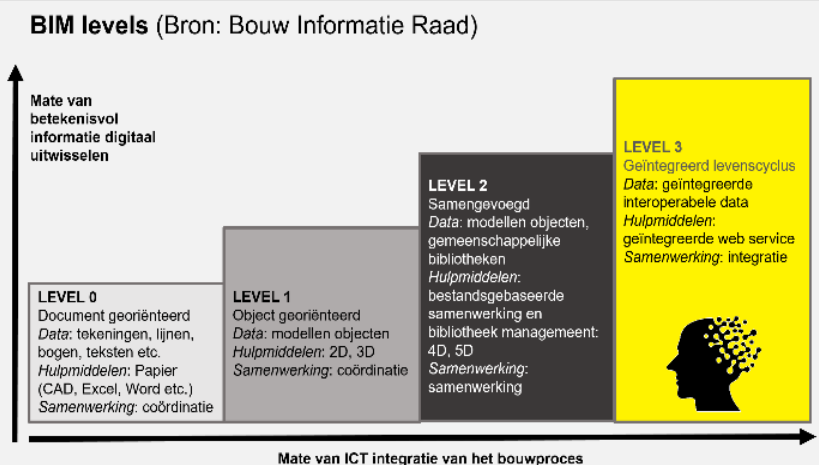 BIM levels (Bron: Bouw Informatie Raad)
Mate van
betekenisvol
informatie digitaal
uitwisselen
LEVEL 0
Document georiënteerd
Data: tekeningen, lijnen,
bogen, teksten etc.
Hulpmiddelen: Papier
(CAD, Excel, Word etc.)
Samenwerking: coördinatie
LEVEL 1
Object georiënteerd
Data: modellen objecten
Hulpmiddelen: 2D, 3D
Samenwerking: coördinatie
LEVEL 2
Samengevoegd
Data: modellen objecten,
gemeenschappelijke
bibliotheken
Hulpmiddelen:
bestandsgebaseerde
samenwerking en
bibliotheek managemeent:
4D, 5D
Samenwerking:
samenwerking
LEVEL 3
Geïntegreerd levenscyclus
Data: geïntegreerde
interoperabele data
Hulpmiddelen:
geïntegreerde web service
Samenwerking: integratie
Mate van ICT integratie van het bouwproces